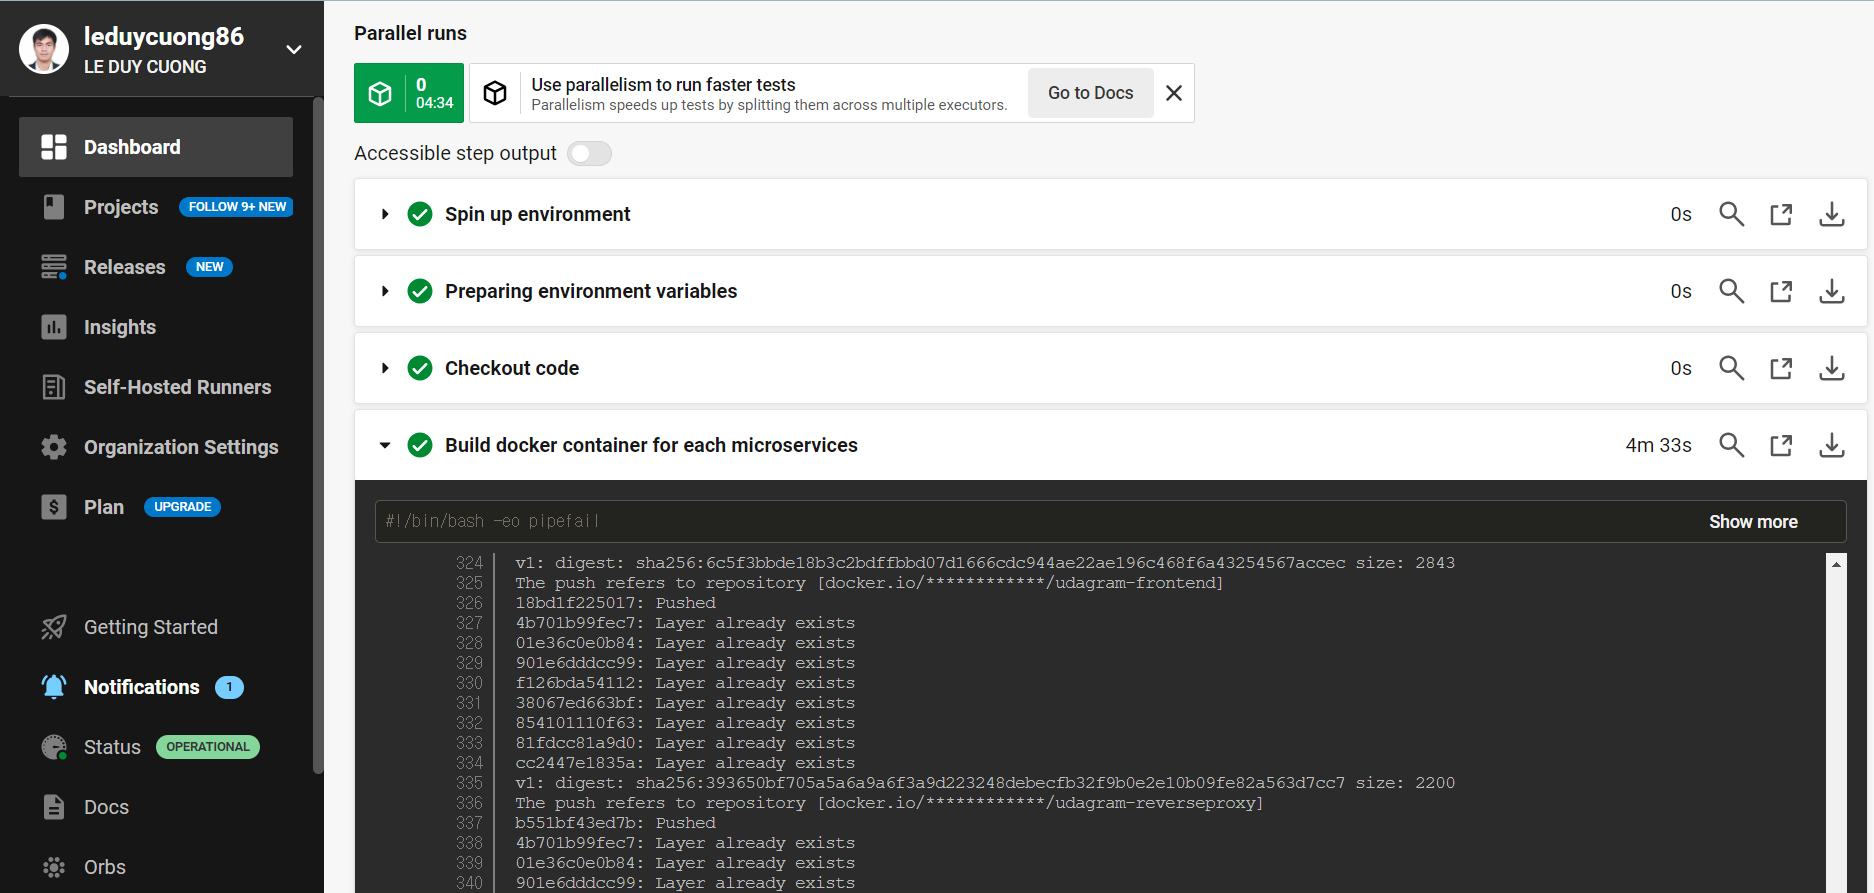 leduycuong86
LE DUY CUONG
Dashboard
Projects FOLLOW 9+ NEW
Releases NEW
Insights
Self-Hosted Runners
Organization Settings
Plan UPGRADE
Getting Started
Notifications 1
Status OPERATIONAL
Docs
Orbs
Parallel runs
0
04:34
Use parallelism to run faster tests
Parallelism speeds up tests by splitting them across multiple executors.
Go to Docs
Accessible step output
Spin up environment 0s
Preparing environment variables 0s
Checkout code 0s
Build docker container for each microservices 4m 33s
#!/bin/bash -eo pipefail Show more
324 v1: digest: sha256:6c5f3bbde18b3c2bdffbbd07d1666cdc944ae22ae196c468f6a43254567accec size: 2843
325 The push refers to repository [docker.io/************/udagram-frontend]
326 18bd1f225017: Pushed
327 4b701b99fec7: Layer already exists
328 01e36c0e0b84: Layer already exists
329 901e6dddcc99: Layer already exists
330 f126bda54112: Layer already exists
331 38067ed663bf: Layer already exists
332 854101110f63: Layer already exists
333 81fdcc81a9d0: Layer already exists
334 cc2447e1835a: Layer already exists
335 v1: digest: sha256:393650bf705a5a6a9a6f3a9d223248debecfb32f9b0e2e10b09fe82a563d7cc7 size: 2200
336 The push refers to repository [docker.io/************/udagram-reverseproxy]
337 b551bf43ed7b: Pushed
338 4b701b99fec7: Layer already exists
339 01e36c0e0b84: Layer already exists
340 901e6dddcc99: Layer already exists